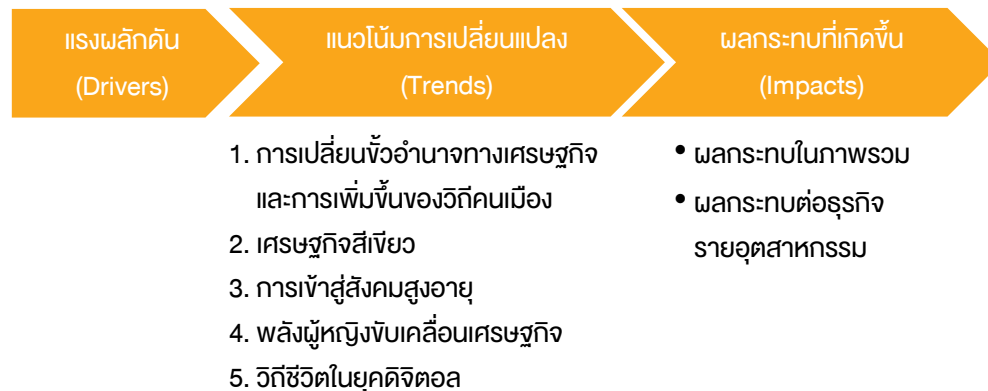 แรงผลักดัน
(Drivers)
แนวโน้มการเปลี่ยนแปลง
(Trends)
ผลกระทบที่เกิดขึ้น
(Impacts)
1. การเปลี่ยนขั้วอำนาจทางเศรษฐกิจ
และการเพิ่มขึ้นของวิถีคนเมือง
2. เศรษฐกิจสีเขียว
3. การเข้าสู่สังคมสูงอายุ
4. พลังผู้หญิงขับเคลื่อนเศรษฐกิจ
5. วิถีชีวิตในยุคดิจิตอล
• ผลกระทบในภาพรวม
• ผลกระทบต่อธุรกิจ
รายอุตสาหกรรม